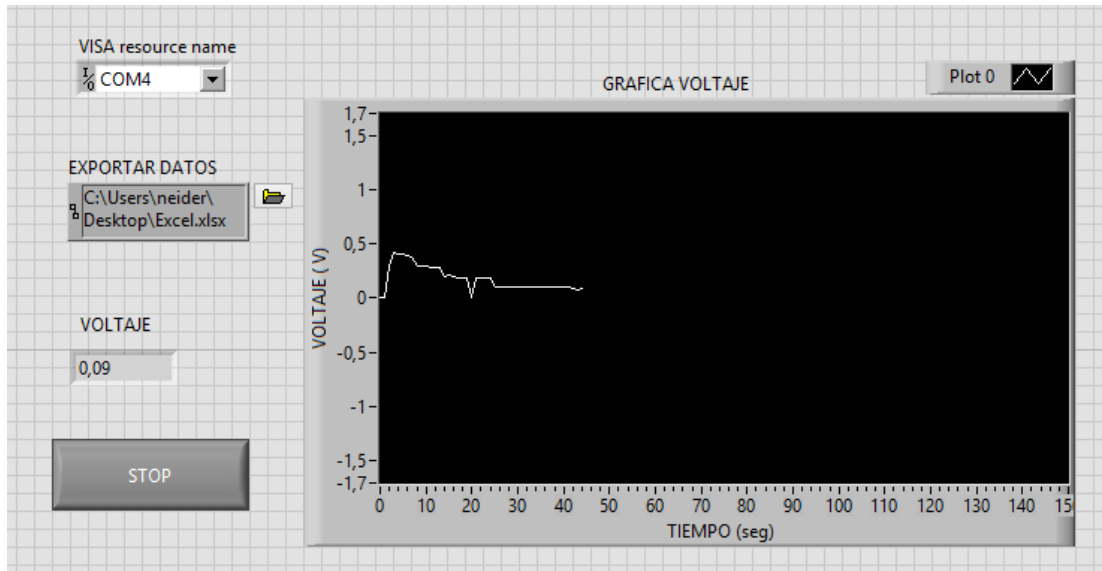 VISA resource name
COM4
EXPORTAR DATOS
C:\Users\neider\
Desktop\Excel.xlsx
VOLTAJE
0,09
STOP
GRAFICA VOLTAJE
Plot 0
VOLTAJE ( V)
1,7
1,5
1
0,5
0
-0,5
-1
-1,5
-1,7
0 10 20 30 40 50 60 70 80 90 100 110 120 130 140 15
TIEMPO (seg)